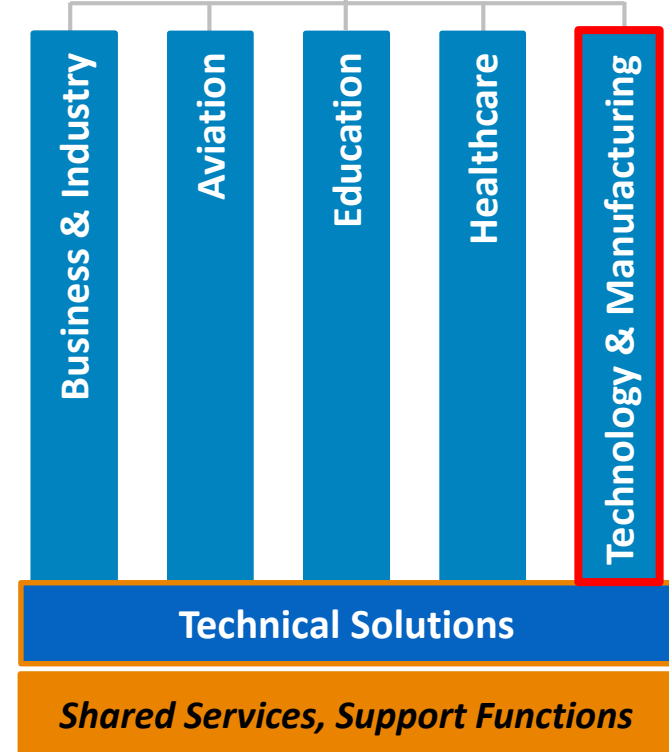 Business & Industry
Aviation
Education
Healthcare
Technology & Manufacturing
Technical Solutions
Shared Services, Support Functions